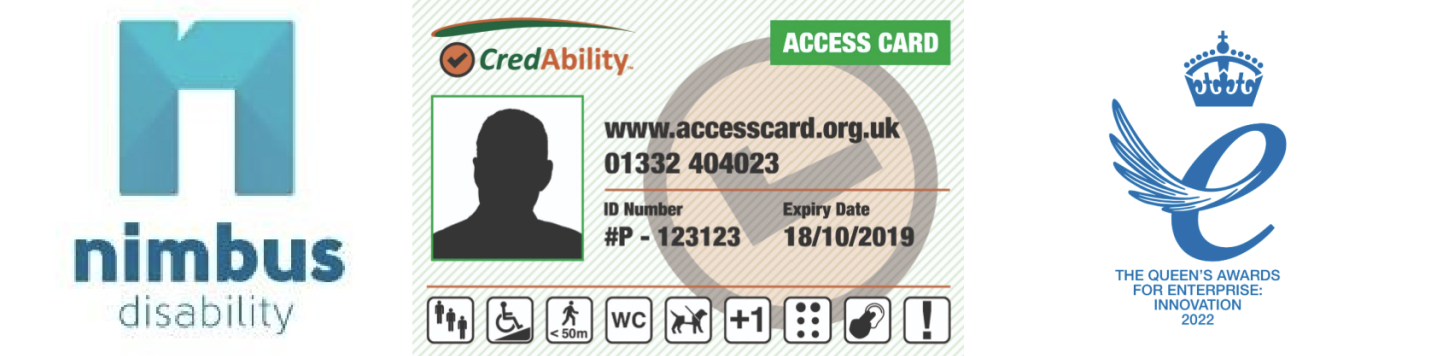 nimbus
disability
CredAbility™
ACCESS CARD
www.accesscard.org.uk
01332 404023
ID Number
#P - 123123
Expiry Date
18/10/2019
< 50m
WC
+1
!
THE QUEEN'S AWARDS
FOR ENTERPRISE:
INNOVATION
2022